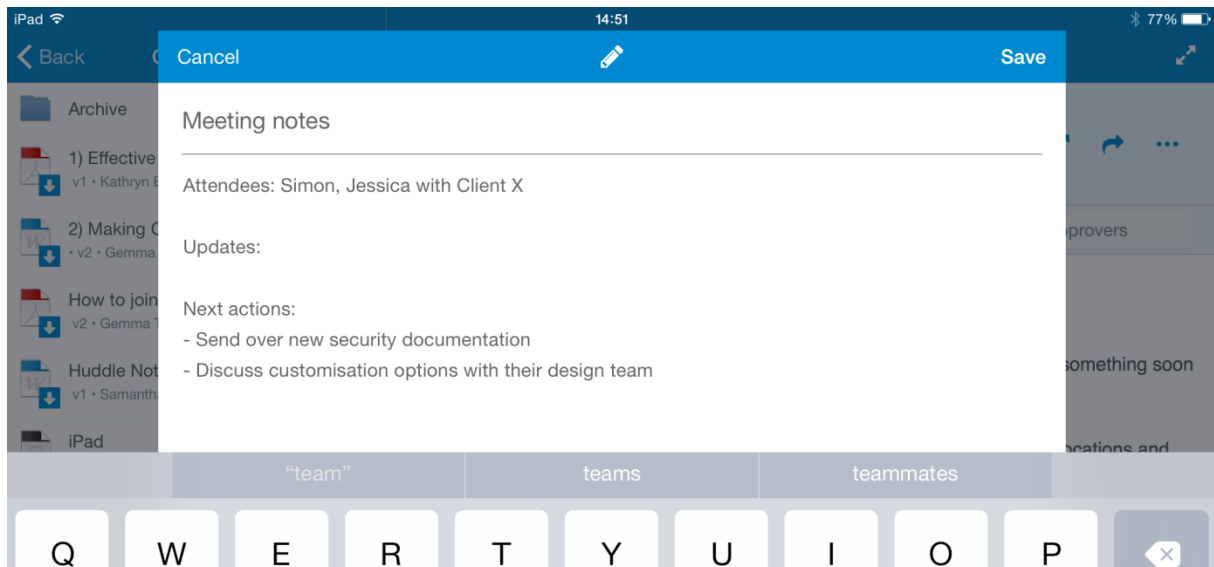 iPad 14:51 77%
Back Cancel Save
Archive
Meeting notes
1) Effective
v1 • Kathryn
Attendees: Simon, Jessica with Client X
2) Making
• v2 • Gemma
Updates:
provers
How to join
v2 • Gemma
Next actions:
- Send over new security documentation
Huddle Not
v1 • Samanth
- Discuss customisation options with their design team
something soon
iPad
and
“team” teams teammates
Q W E R T Y U I O P